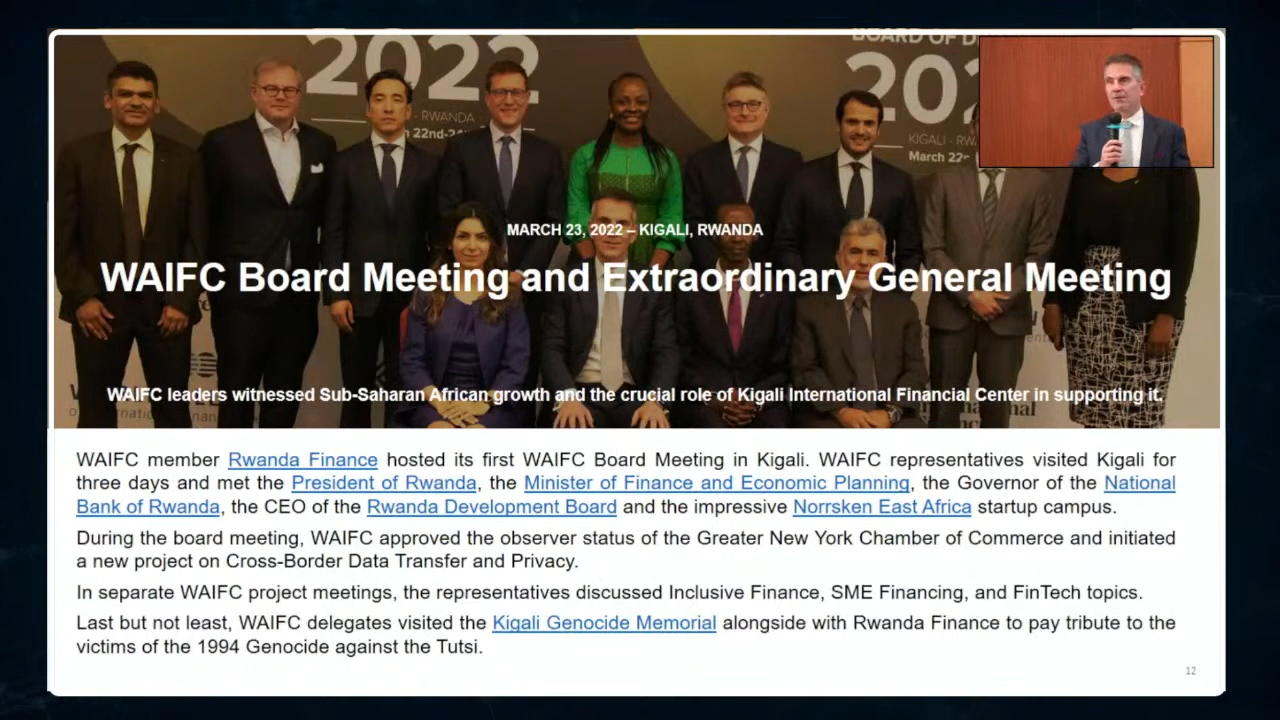 2022
- RWANDA
BOARD OF D
KIGALI - RW
March 22
MARCH 23, 2022 – KIGALI, RWANDA
WAIFC Board Meeting and Extraordinary General Meeting
WAIFC leaders witnessed Sub-Saharan African growth and the crucial role of Kigali International Financial Center in supporting it.
WAIFC member Rwanda Finance hosted its first WAIFC Board Meeting in Kigali. WAIFC representatives visited Kigali for
three days and met the President of Rwanda, the Minister of Finance and Economic Planning, the Governor of the National
Bank of Rwanda, the CEO of the Rwanda Development Board and the impressive Norrsken East Africa startup campus.
During the board meeting, WAIFC approved the observer status of the Greater New York Chamber of Commerce and initiated
a new project on Cross-Border Data Transfer and Privacy.
In separate WAIFC project meetings, the representatives discussed Inclusive Finance, SME Financing, and FinTech topics.
Last but not least, WAIFC delegates visited the Kigali Genocide Memorial alongside with Rwanda Finance to pay tribute to the
victims of the 1994 Genocide against the Tutsi.
12